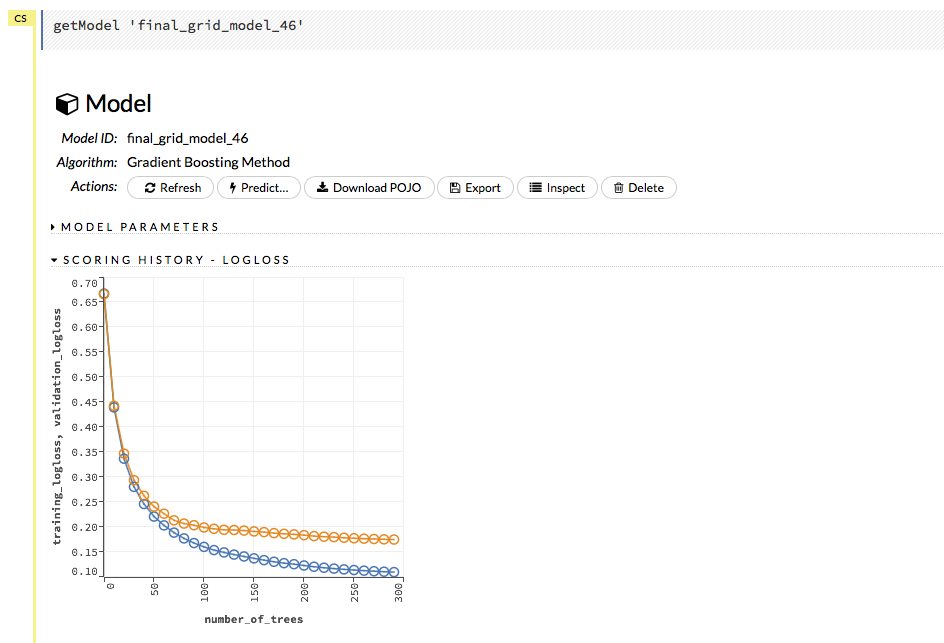 CS
getModel 'final_grid_model_46'
Model
Model ID: final_grid_model_46
Algorithm: Gradient Boosting Method
Actions: Refresh Predict... Download POJO Export Inspect Delete
MODEL PARAMETERS
SCORING HISTORY - LOGLOSS
training_logloss, validation_logloss
0.70
0.65
0.60
0.55
0.50
0.45
0.40
0.35
0.30
0.25
0.20
0.15
0.10
0 50 100 150 200 250 300
number_of_trees